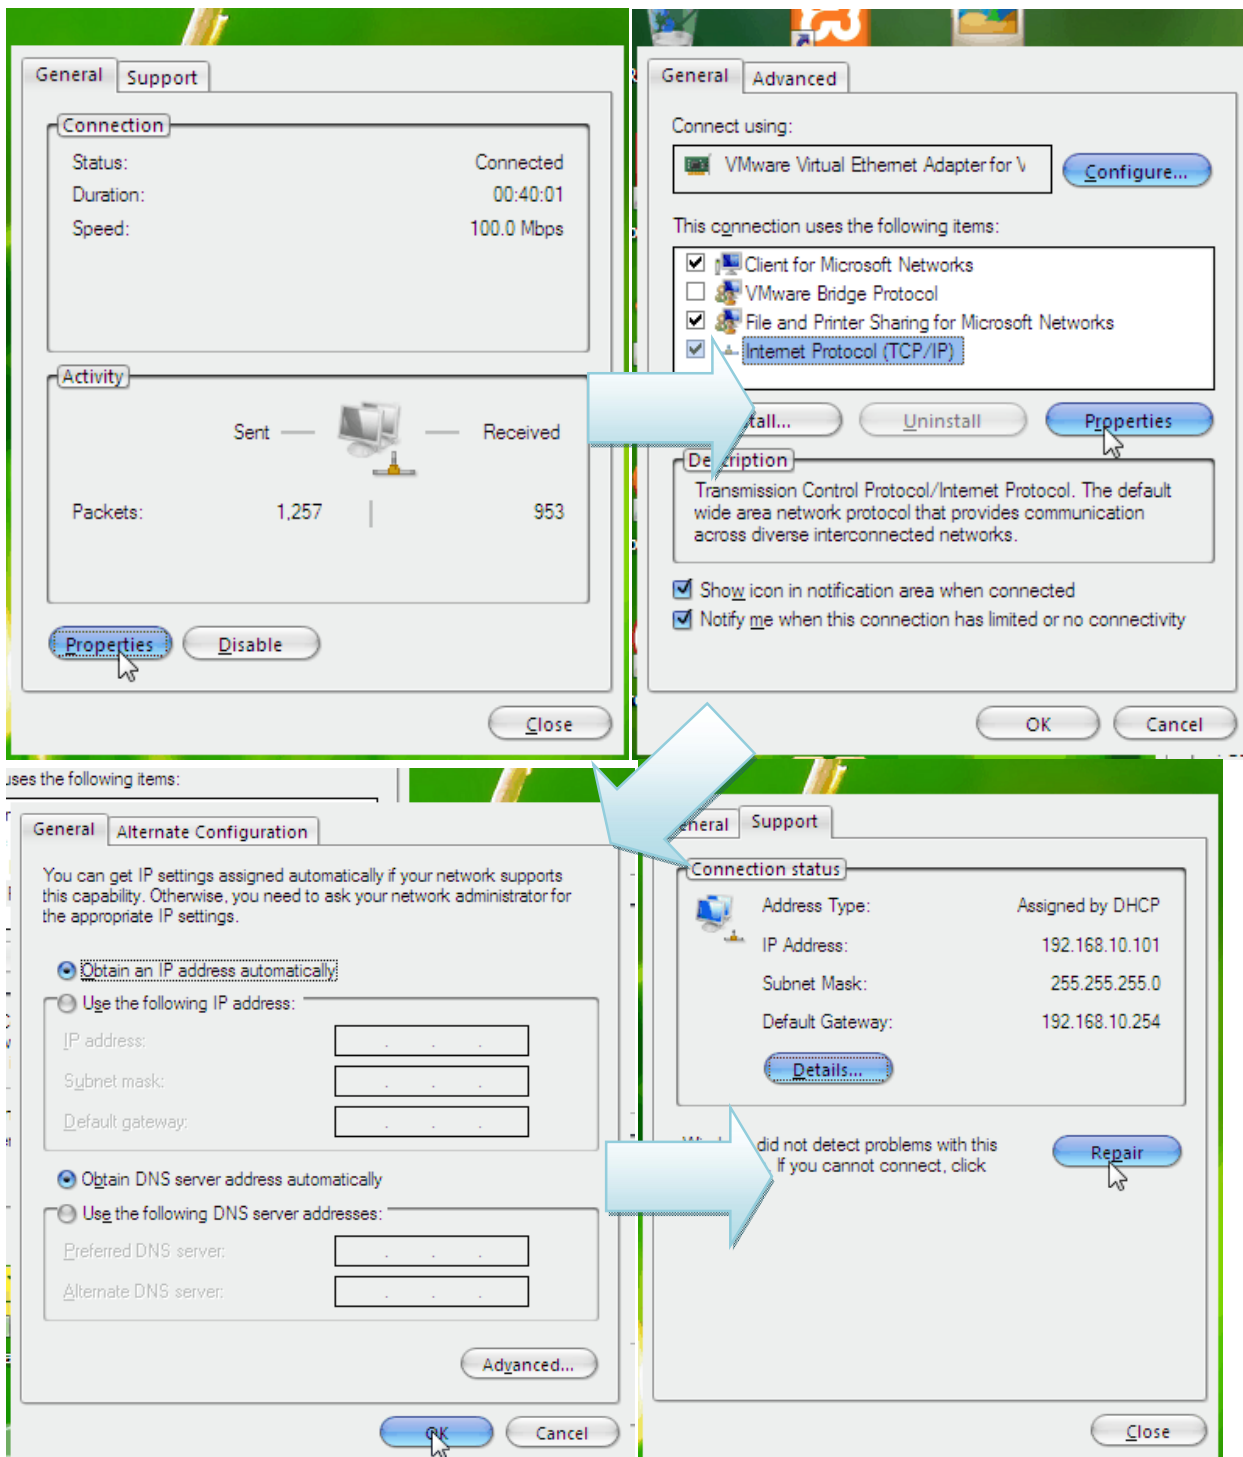 General Support
Connection
Status: Connected
Duration: 00:40:01
Speed: 100.0 Mbps
Activity
Sent Received
Packets: 1,257 953
Properties Disable
Close
General Advanced
Connect using:
VMware Virtual Ethernet Adapter for V
Configure...
This connection uses the following items:
Client for Microsoft Networks
VMware Bridge Protocol
File and Printer Sharing for Microsoft Networks
Internet Protocol (TCP/IP)
tall... Uninstall Properties
Description
Transmission Control Protocol/Internet Protocol. The default
wide area network protocol that provides communication
across diverse interconnected networks.
Show icon in notification area when connected
Notify me when this connection has limited or no connectivity
OK Cancel
uses the following items:
General Alternate Configuration
You can get IP settings assigned automatically if your network supports
this capability. Otherwise, you need to ask your network administrator for
the appropriate IP settings.
Obtain an IP address automatically
Use the following IP address:
IP address:
Subnet mask:
Default gateway:
Obtain DNS server address automatically
Use the following DNS server addresses:
Preferred DNS server:
Alternate DNS server:
Advanced...
OK Cancel
eneral Support
Connection status
Address Type: Assigned by DHCP
IP Address: 192.168.10.101
Subnet Mask: 255.255.255.0
Default Gateway: 192.168.10.254
Details...
did not detect problems with this
If you cannot connect, click
Repair
Close